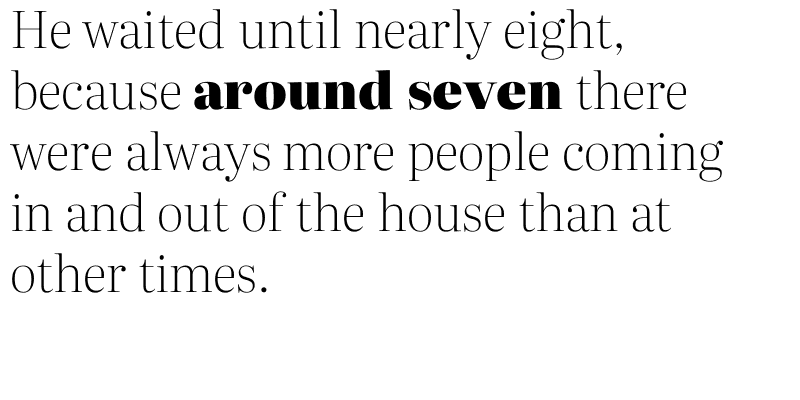 He waited until nearly eight,
because around seven there
were always more people coming
in and out of the house than at
other times.